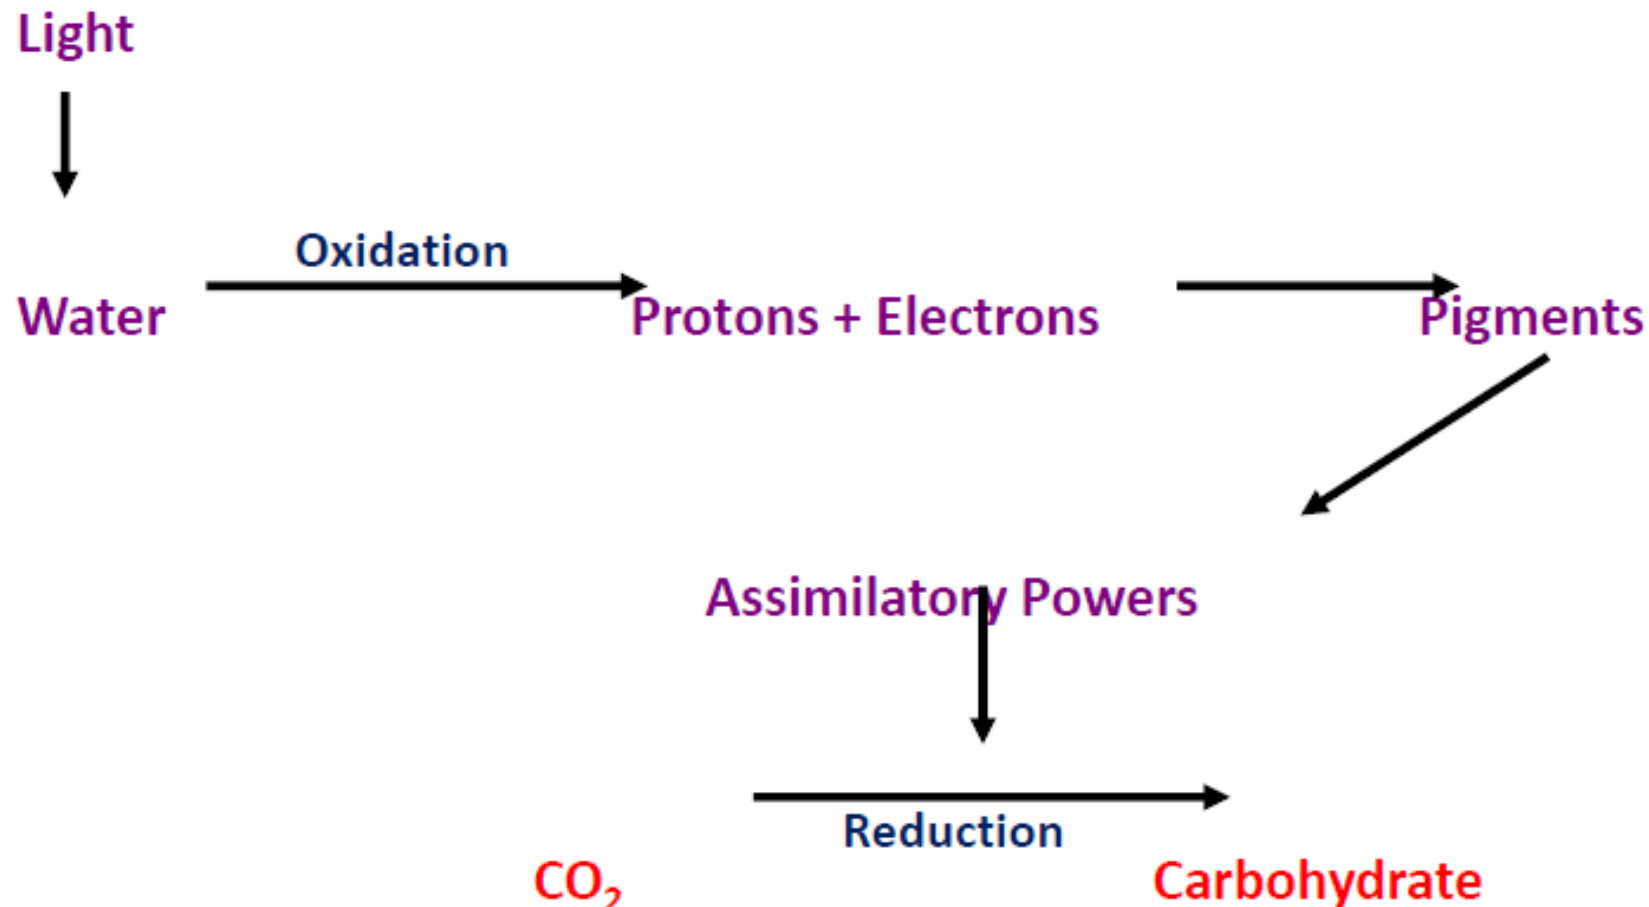 Light
Oxidation
Water Protons + Electrons Pigments
Assimilatory Powers
Reduction
CO₂ Carbohydrate